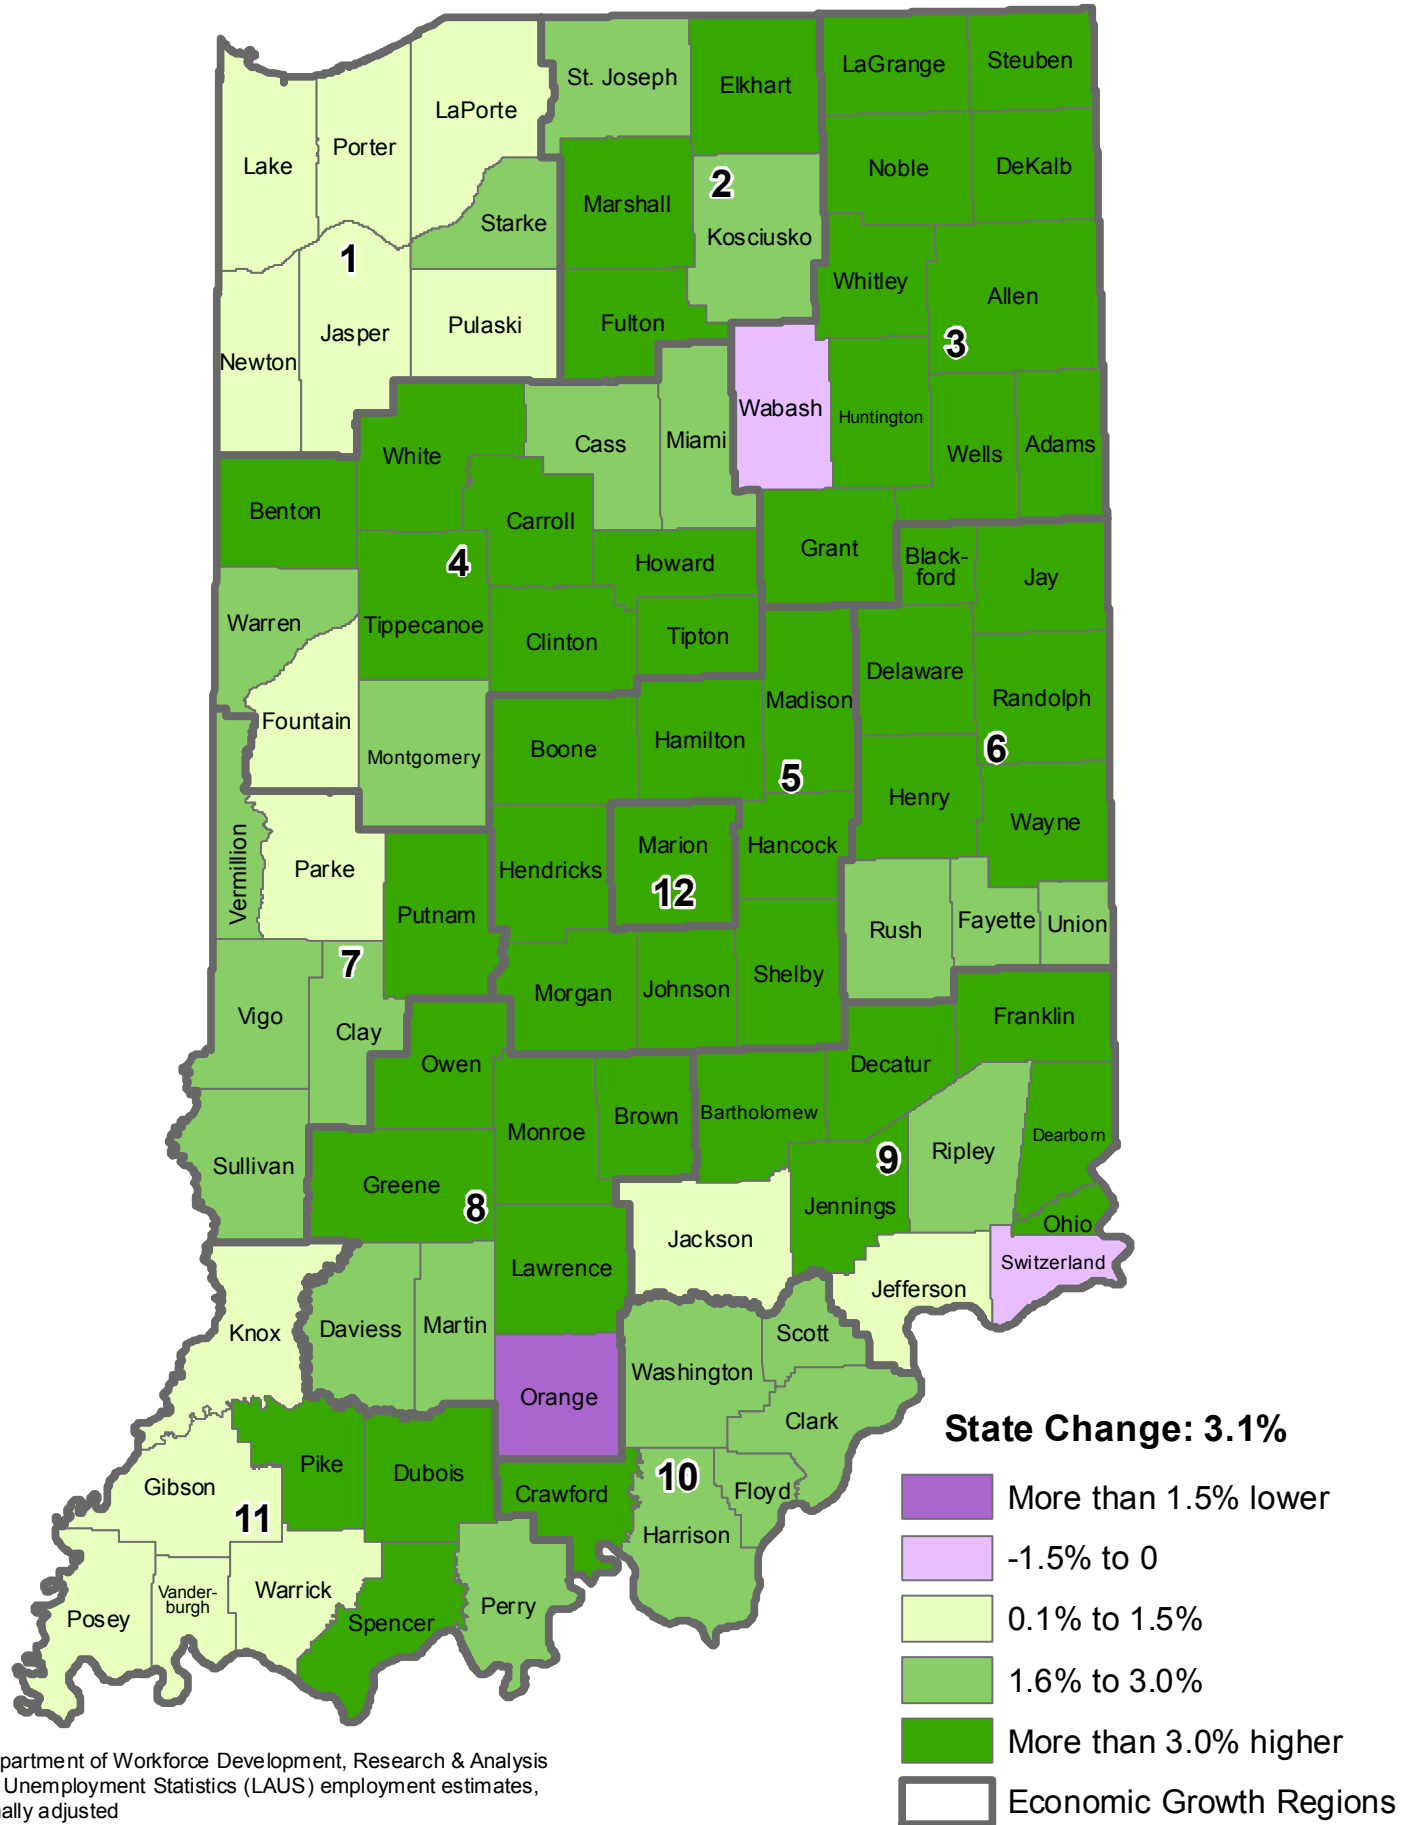 St. Joseph
Elkhart
LaGrange
Steuben
LaPorte
Porter
Lake
Noble
DeKalb
2
Marshall
Starke
Kosciusko
1
Whitley
Allen
Jasper
Pulaski
Fulton
3
Newton
Wabash
Huntington
Cass
Miami
White
Wells
Adams
Benton
Carroll
Grant
4
Howard
Black-
ford
Jay
Warren
Tippecanoe
Clinton
Tipton
Delaware
Madison
Randolph
Fountain
Montgomery
Boone
Hamilton
6
5
Henry
Wayne
Vermillion
Parke
Hendricks
Marion
Hancock
12
Putnam
Rush
Fayette
Union
7
Vigo
Clay
Morgan
Johnson
Shelby
Franklin
Owen
Decatur
Monroe
Brown
Bartholomew
Dearborn
Sullivan
Greene
9
Ripley
8
Jennings
Ohio
Jackson
Lawrence
Switzerland
Jefferson
Knox
Daviess
Martin
Scott
Washington
Orange
Clark
Pike
Dubois
Gibson
Crawford
10
Floyd
11
Harrison
Posey
Vander-
burgh
Warrick
Spencer
Perry
State Change: 3.1%
More than 1.5% lower
-1.5% to 0
0.1% to 1.5%
1.6% to 3.0%
More than 3.0% higher
Economic Growth Regions
partment of Workforce Development, Research & Analysis
Unemployment Statistics (LAUS) employment estimates,
ally adjusted